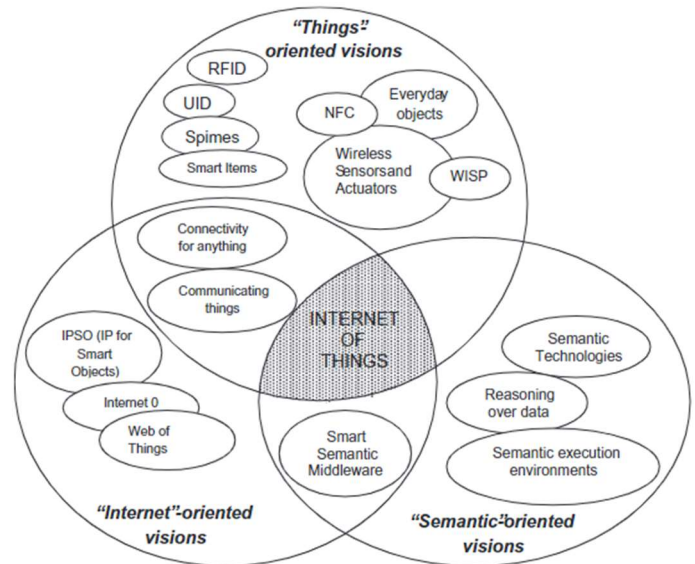 “Things”-
oriented visions
RFID
UID
Spimes
Smart Items
NFC
Everyday
objects
Wireless
Sensorsand
Actuators
WISP
Connectivity
for anything
Communicating
things
INTERNET
OF
THINGS
IPSO (IP for
Smart
Objects)
Internet 0
Web of
Things
Semantic
Technologies
Reasoning
over data
Semantic execution
environments
Smart
Semantic
Middleware
“Internet”-oriented
visions
“Semantic”-oriented
visions